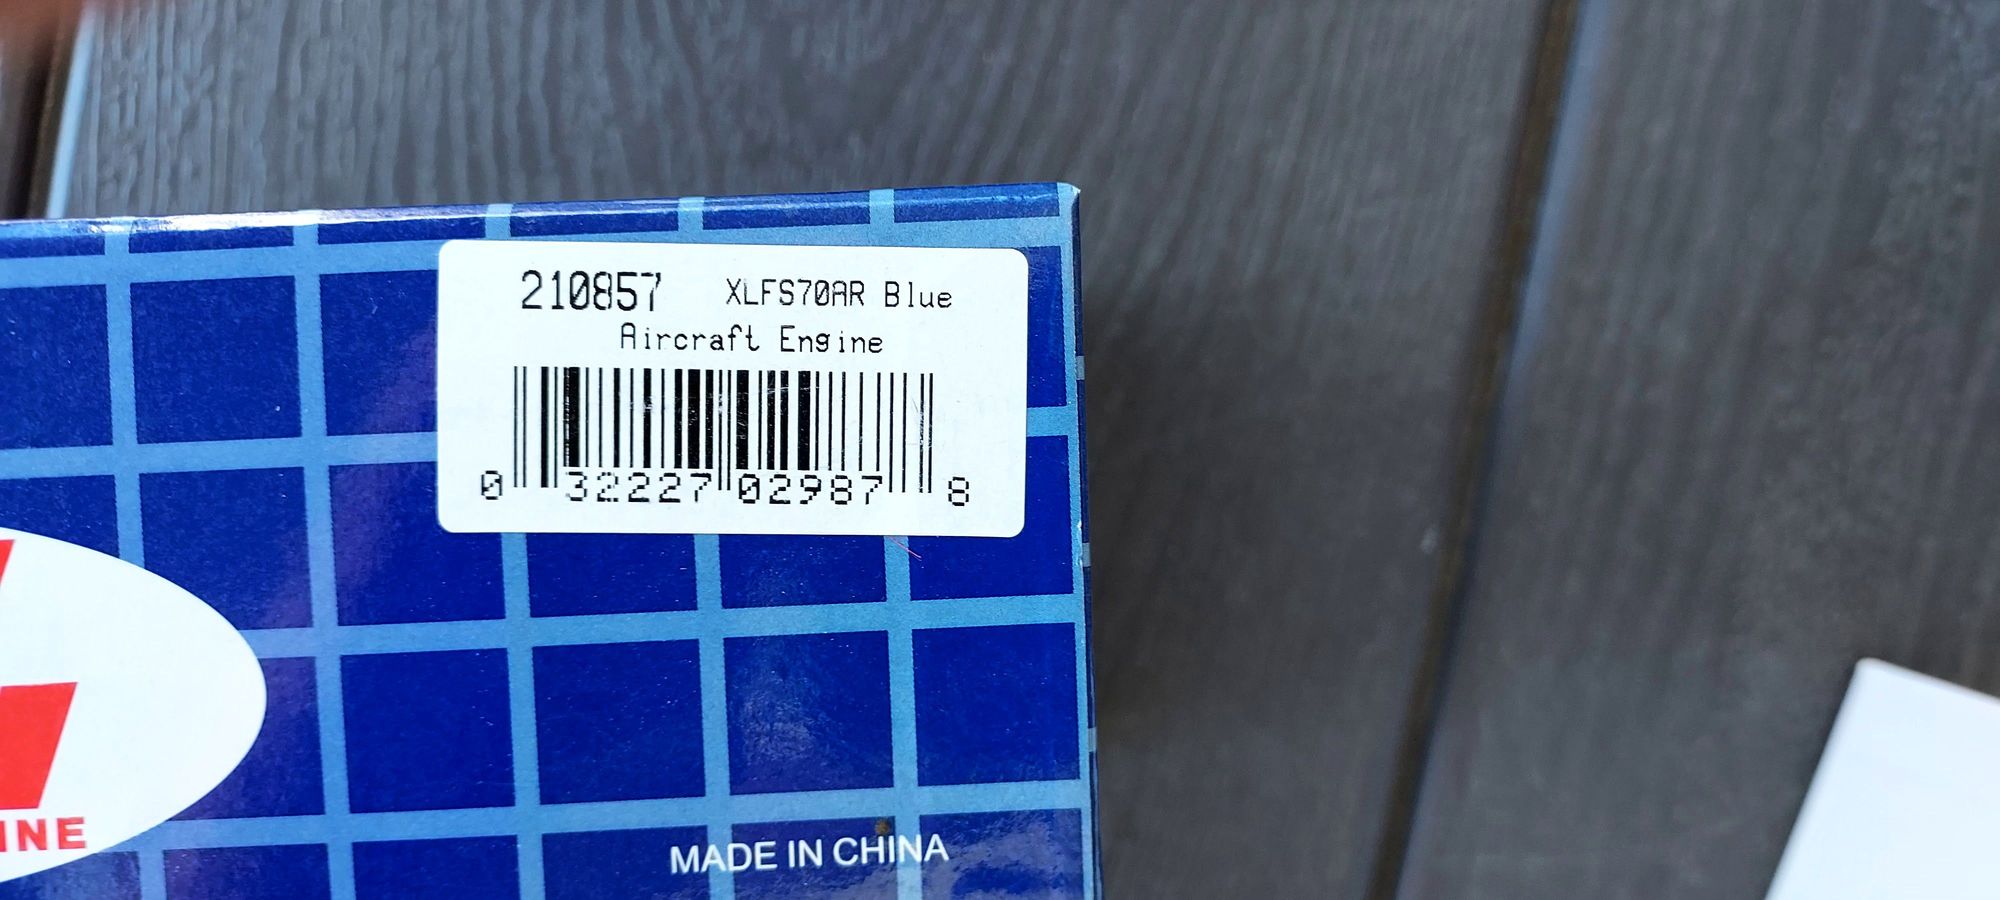 210857 XLFS70AR Blue
Aircraft Engine
0 32227 02987 8
INE
MADE IN CHINA